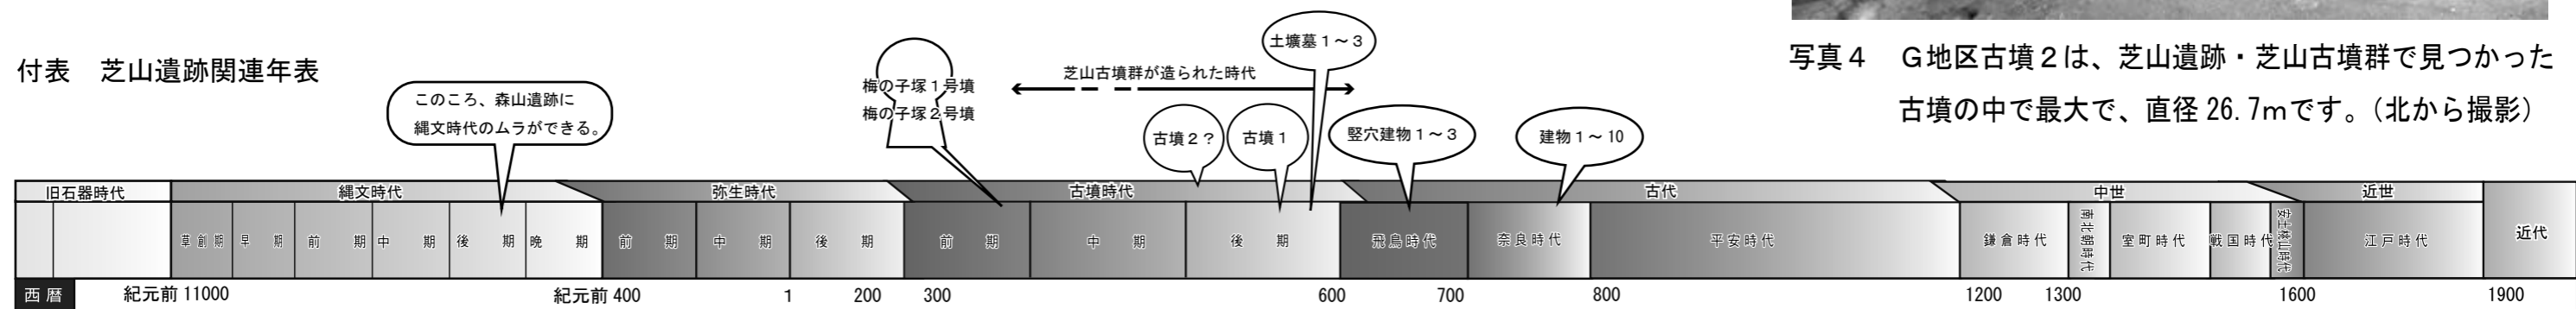 付表　芝山遺跡関連年表
写真４　Ｇ地区古墳２は、芝山遺跡・芝山古墳群で見つかった
古墳の中で最大で、直径 26.7ｍです。（北から撮影）
このころ、森山遺跡に
縄文時代のムラができる。
梅の子塚１号墳
梅の子塚２号墳
芝山古墳群が造られた時代
土壙墓１～３
古墳２？
古墳１
竪穴建物１～３
建物１～10
旧石器時代
縄文時代
弥生時代
古墳時代
古代
中世
近世
近代
草創期
早期
前期
中期
後期
晩期
前期
中期
後期
前期
中期
後期
飛鳥時代
奈良時代
平安時代
鎌倉時代
南北朝時代
室町時代
戦国時代
安土桃山時代
江戸時代
西暦
紀元前 11000
紀元前 400
1
200
300
600
700
800
1200
1300
1600
1900